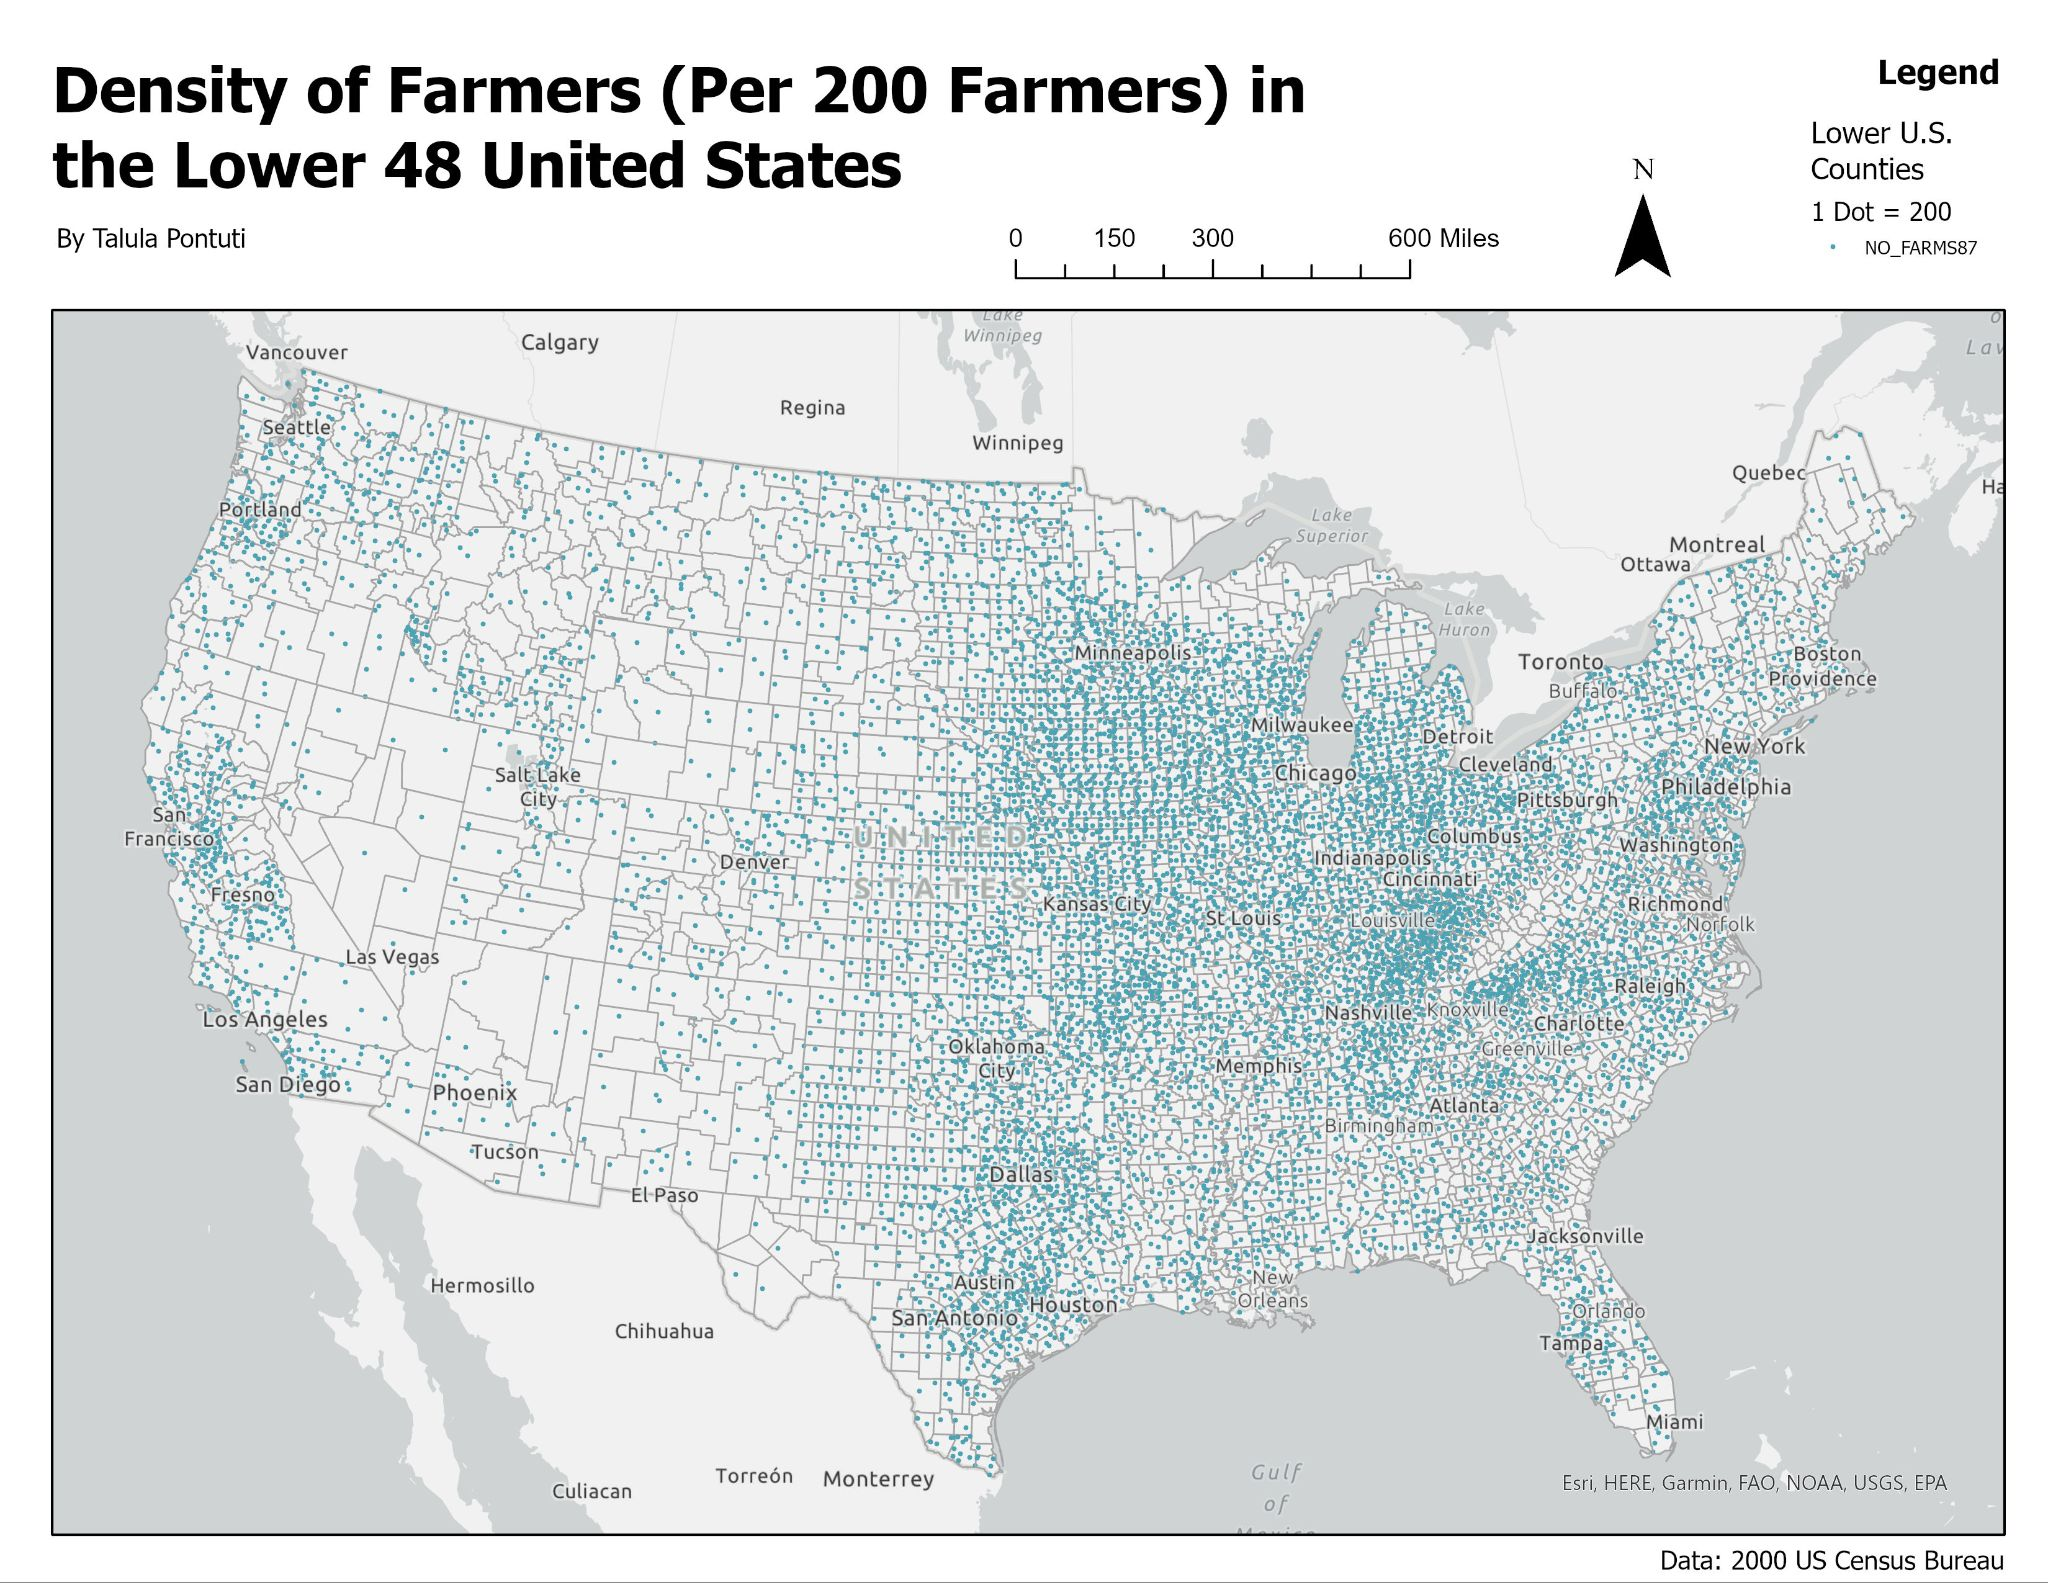 Density of Farmers (Per 200 Farmers) in
the Lower 48 United States
By Talula Pontuti
0 150 300 600 Miles
N
Legend
Lower U.S.
Counties
1 Dot = 200
NO_FARMS87
Lake
Winnipeg
Calgary
Vancouver
Regina
Winnipeg
Seattle
Quebec
Ha
Law
Portland
Lake
Superior
Montreal
Ottawa
Lake
Huron
Minneapolis
Toronto
Buffalo
Boston
Providence
Milwaukee
Detroit
New York
Cleveland
Chicago
Salt Lake
City
Philadelphia
Pittsburgh
San
Francisco
UNITED
STATES
Columbus
Washington
Denver
Indianapolis
Cincinnati
Fresno
Kansas City
St Louis
Louisville
Richmond
Norfolk
Las Vegas
Raleigh
Nashville
Knoxville
Los Angeles
Charlotte
Oklahoma
City
Greenville
Memphis
San Diego
Phoenix
Atlanta
Birmingham
Tucson
Dallas
El Paso
Jacksonville
Hermosillo
Austin
New
Orleans
Houston
San Antonio
Orlando
Chihuahua
Tampa
Miami
Torreón
Monterrey
Culiacan
Gulf
of
Mexico
Esri, HERE, Garmin, FAO, NOAA, USGS, EPA
Data: 2000 US Census Bureau